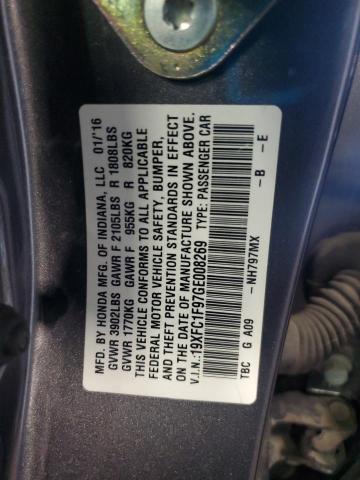 MFD. BY HONDA MFG. OF INDIANA, LLC 01/'16
GVWR 3902LBS GAWR F 2105LBS R 1808LBS
GVWR 1770KG GAWR F 955KG R 820KG
THIS VEHICLE CONFORMS TO ALL APPLICABLE
FEDERAL MOTOR VEHICLE SAFETY, BUMPER,
AND THEFT PREVENTION STANDARDS IN EFFECT
ON THE DATE OF MANUFACTURE SHOWN ABOVE.
V.I.N.:19XFC1F97GE008269 TYPE: PASSENGER CAR
-NH797MX -B -E
TBC G A09